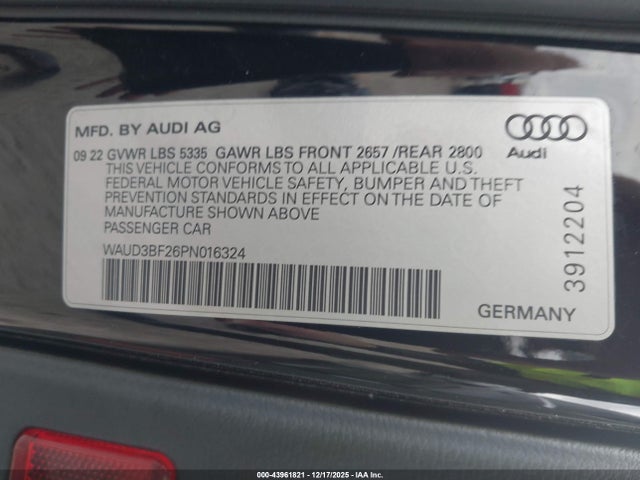 MFD. BY AUDI AG
09 22 GVWR LBS 5335 GAWR LBS FRONT 2657 /REAR 2800
THIS VEHICLE CONFORMS TO ALL APPLICABLE U.S.
FEDERAL MOTOR VEHICLE SAFETY, BUMPER AND THEFT
PREVENTION STANDARDS IN EFFECT ON THE DATE OF
MANUFACTURE SHOWN ABOVE
PASSENGER CAR
WAUD3BF26PN016324
Audi
3912204
GERMANY
000-43961821 - 12/17/2025 - IAA Inc.